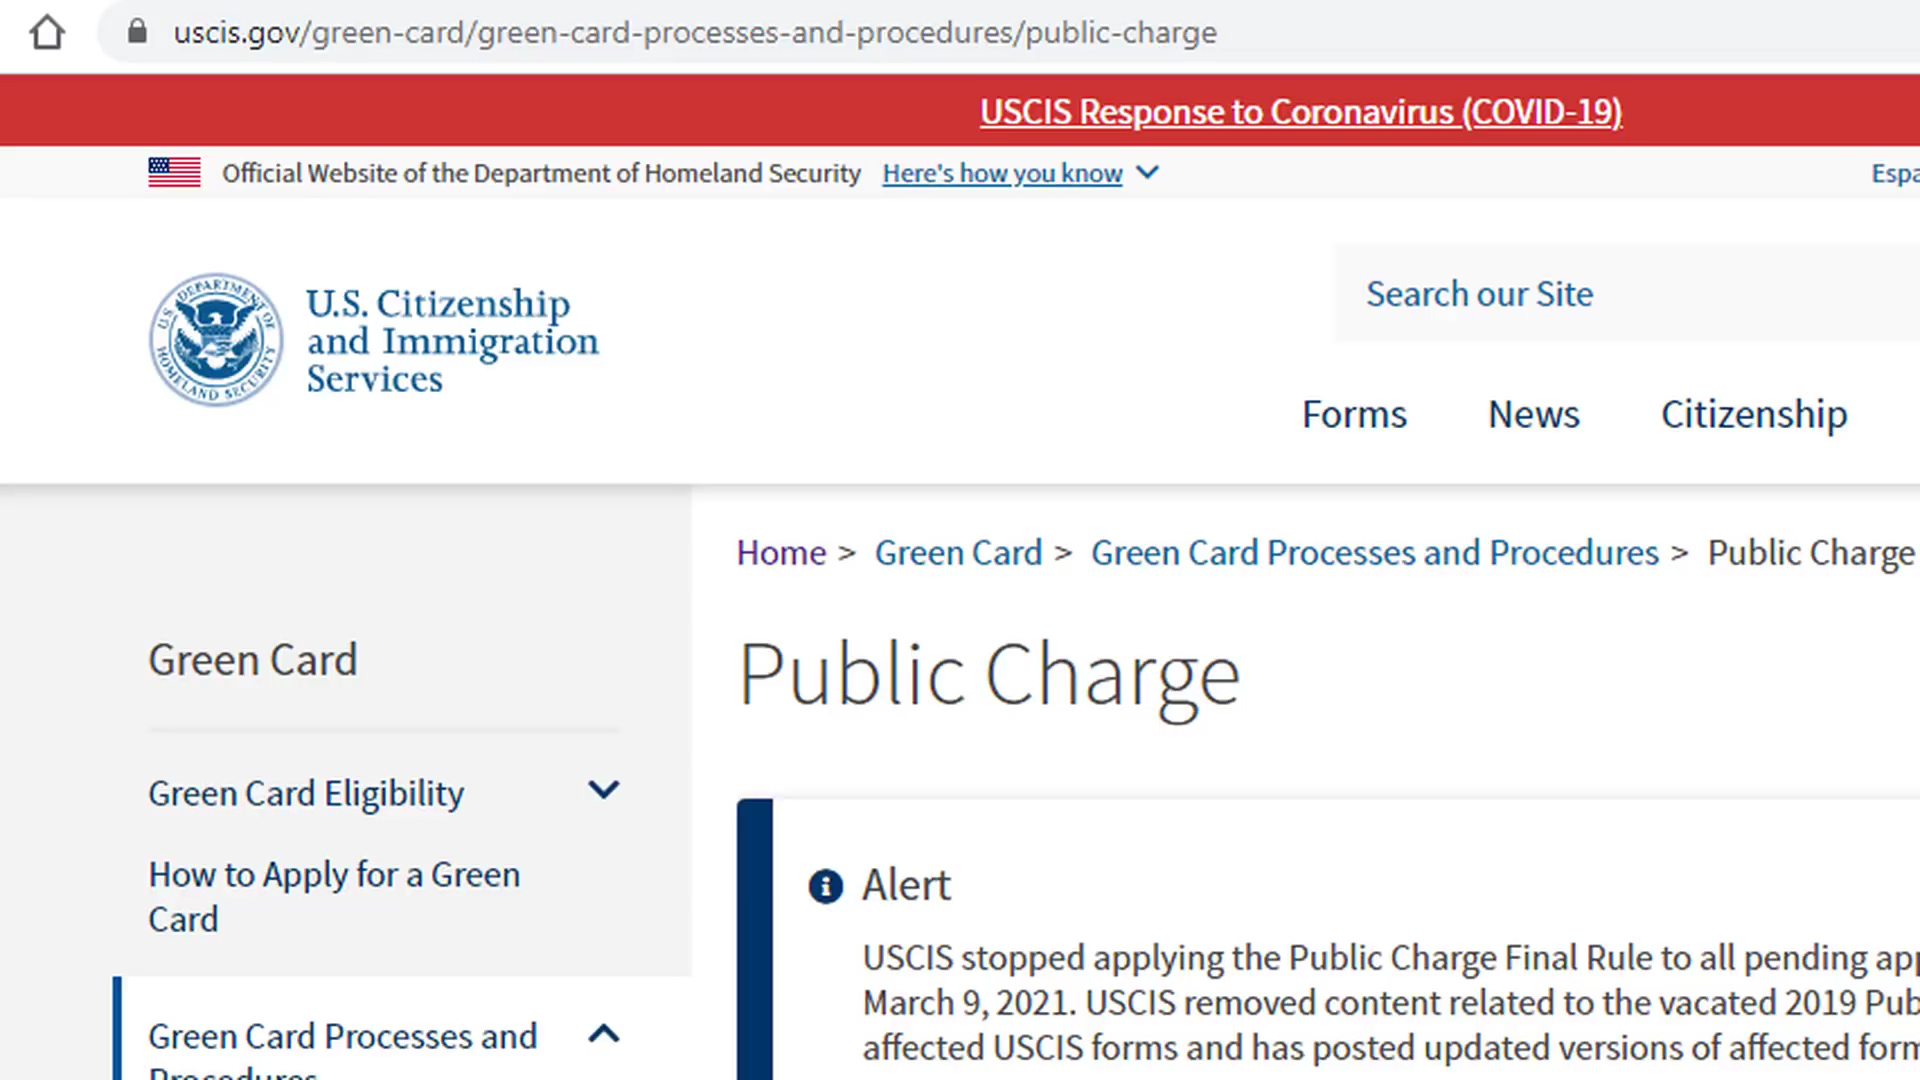 uscis.gov/green-card/green-card-processes-and-procedures/public-charge
USCIS Response to Coronavirus (COVID-19)
Official Website of the Department of Homeland Security Here's how you know
U.S. DEPARTMENT OF HOMELAND SECURITY
U.S. Citizenship
and Immigration
Services
Search our Site
Forms News Citizenship
Home > Green Card > Green Card Processes and Procedures > Public Charge
Green Card
Public Charge
Green Card Eligibility
How to Apply for a Green
Card
Green Card Processes and
Procedures
Alert
USCIS stopped applying the Public Charge Final Rule to all pending
March 9, 2021. USCIS removed content related to the vacated 2019
affected USCIS forms and has posted updated versions of affected